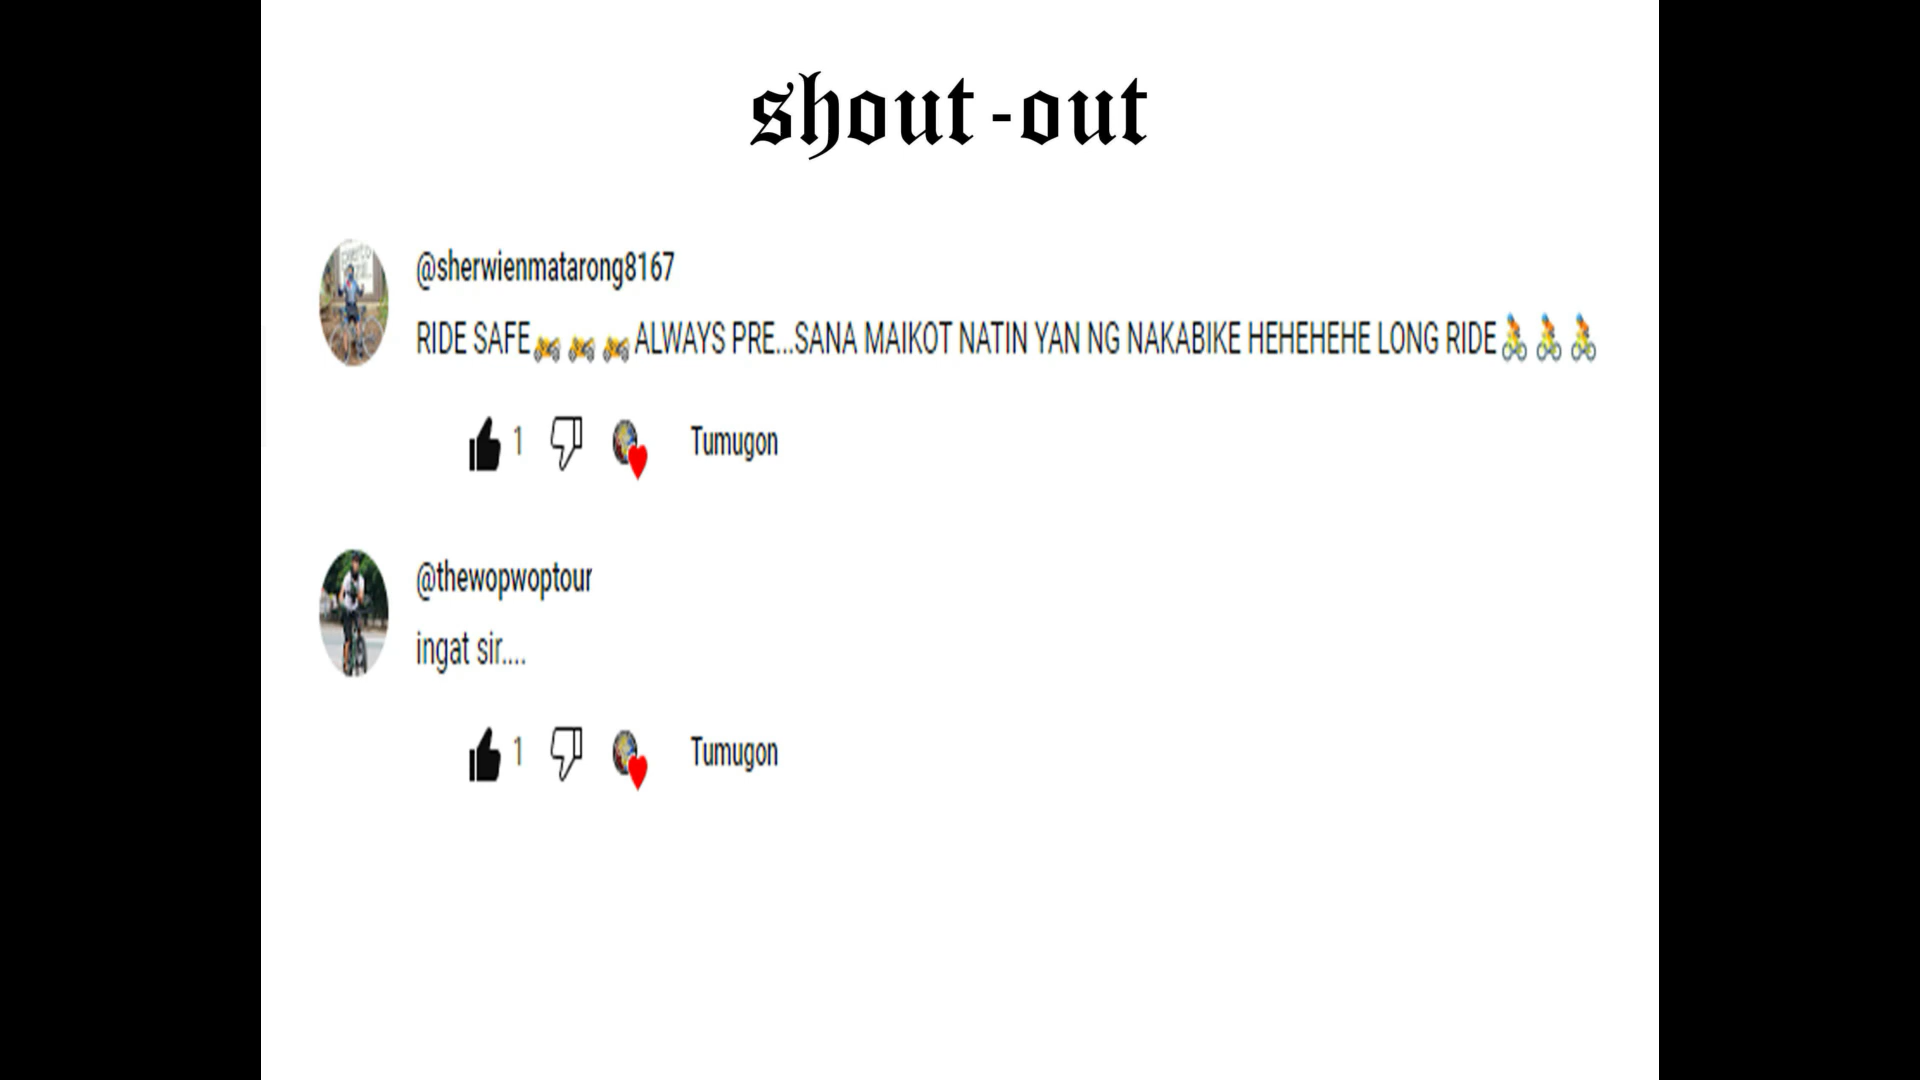 shout-out
@sherwienmatarong8167
RIDE SAFE🏍️🏍️🏍️ALWAYS PRE...SANA MAIKOT NATIN YAN NG NAKABIKE HEHEHEHE LONG RIDE🚴🚴🚴
1 Tumugon
@thewopwoptour
ingat sir....
1 Tumugon